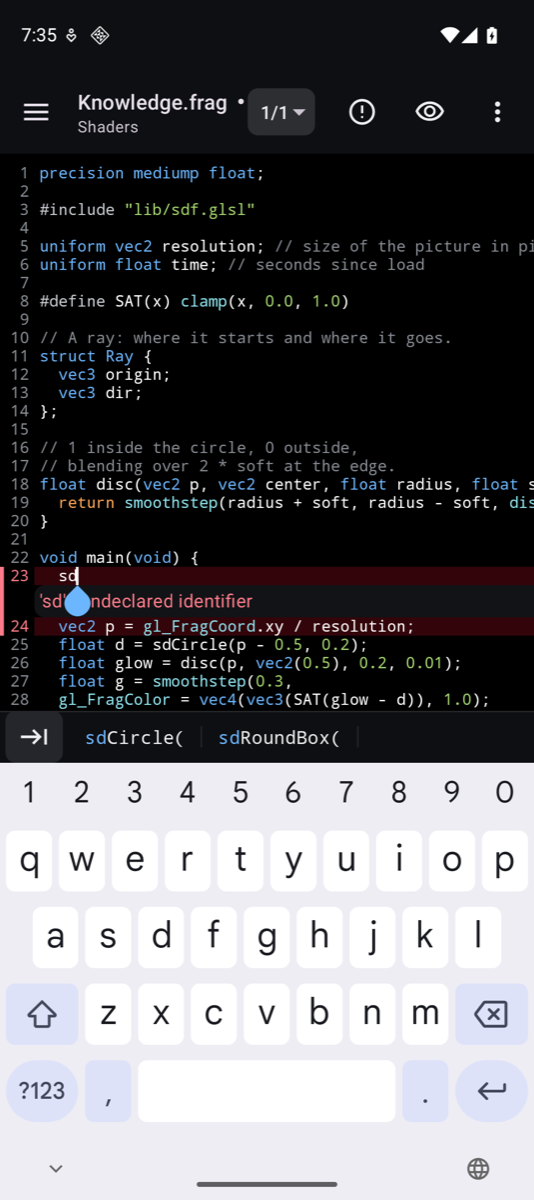 7:35
Knowledge.frag •
Shaders
1/1
1 precision mediump float;
2
3 #include "lib/sdf.glsl"
4
5 uniform vec2 resolution; // size of the picture in pi
6 uniform float time; // seconds since load
7
8 #define SAT(x) clamp(x, 0.0, 1.0)
9
10 // A ray: where it starts and where it goes.
11 struct Ray {
12 vec3 origin;
13 vec3 dir;
14 };
15
16 // 1 inside the circle, 0 outside,
17 // blending over 2 * soft at the edge.
18 float disc(vec2 p, vec2 center, float radius, float s
19 return smoothstep(radius + soft, radius - soft, dis
20 }
21
22 void main(void) {
23 sd
'sd' ndeclared identifier
24 vec2 p = gl_FragCoord.xy / resolution;
25 float d = sdCircle(p - 0.5, 0.2);
26 float glow = disc(p, vec2(0.5), 0.2, 0.01);
27 float g = smoothstep(0.3,
28 gl_FragColor = vec4(vec3(SAT(glow - d)), 1.0);
sdCircle( sdRoundBox(
1 2 3 4 5 6 7 8 9 0
q w e r t y u i o p
a s d f g h j k l
z x c v b n m
?123 , .